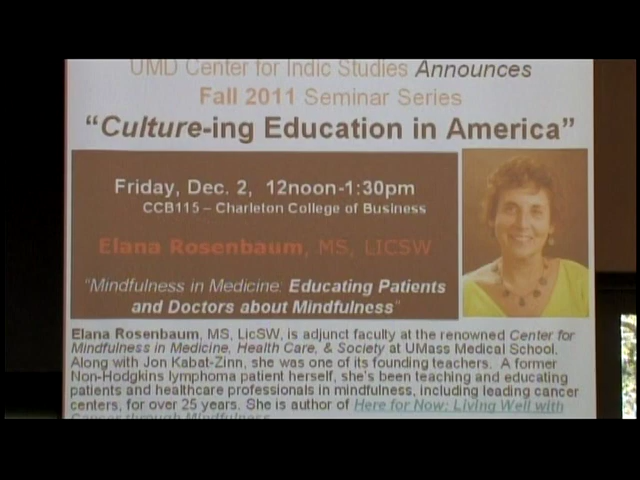 UMD Center for Indic Studies Announces
Fall 2011 Seminar Series
“Culture-ing Education in America”
Friday, Dec. 2, 12noon-1:30pm
CCB115 – Charleton College of Business
Elana Rosenbaum, MS, LICSW
“Mindfulness in Medicine: Educating Patients
and Doctors about Mindfulness“
Elana Rosenbaum, MS, LicSW, is adjunct faculty at the renowned Center for
Mindfulness in Medicine, Health Care, & Society at UMass Medical School.
Along with Jon Kabat-Zinn, she was one of its founding teachers. A former
Non-Hodgkins lymphoma patient herself, she's been teaching and educating
patients and healthcare professionals in mindfulness, including leading cancer
centers, for over 25 years. She is author of Here for Now: Living Well with
Cancer through Mindfulness